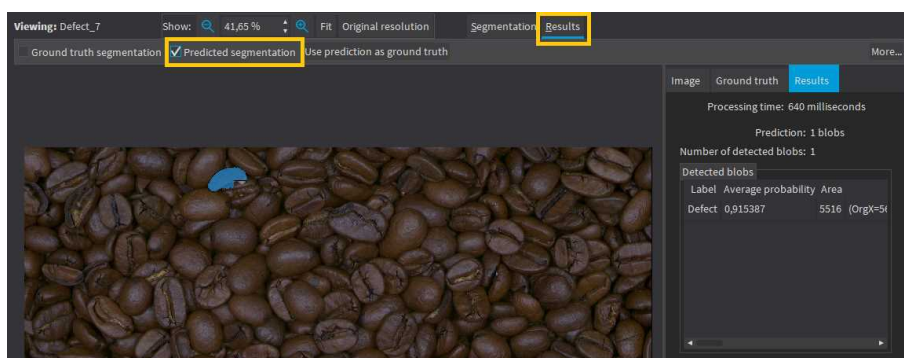 Viewing: Defect_7 Show: 41,65 % Fit Original resolution Segmentation Results
Ground truth segmentation Predicted segmentation Use prediction as ground truth More...
Image Ground truth Results
Processing time: 640 milliseconds
Prediction: 1 blobs
Number of detected blobs: 1
Detected blobs
Label Average probability Area
Defect 0,915387 5516 (OrgX=56